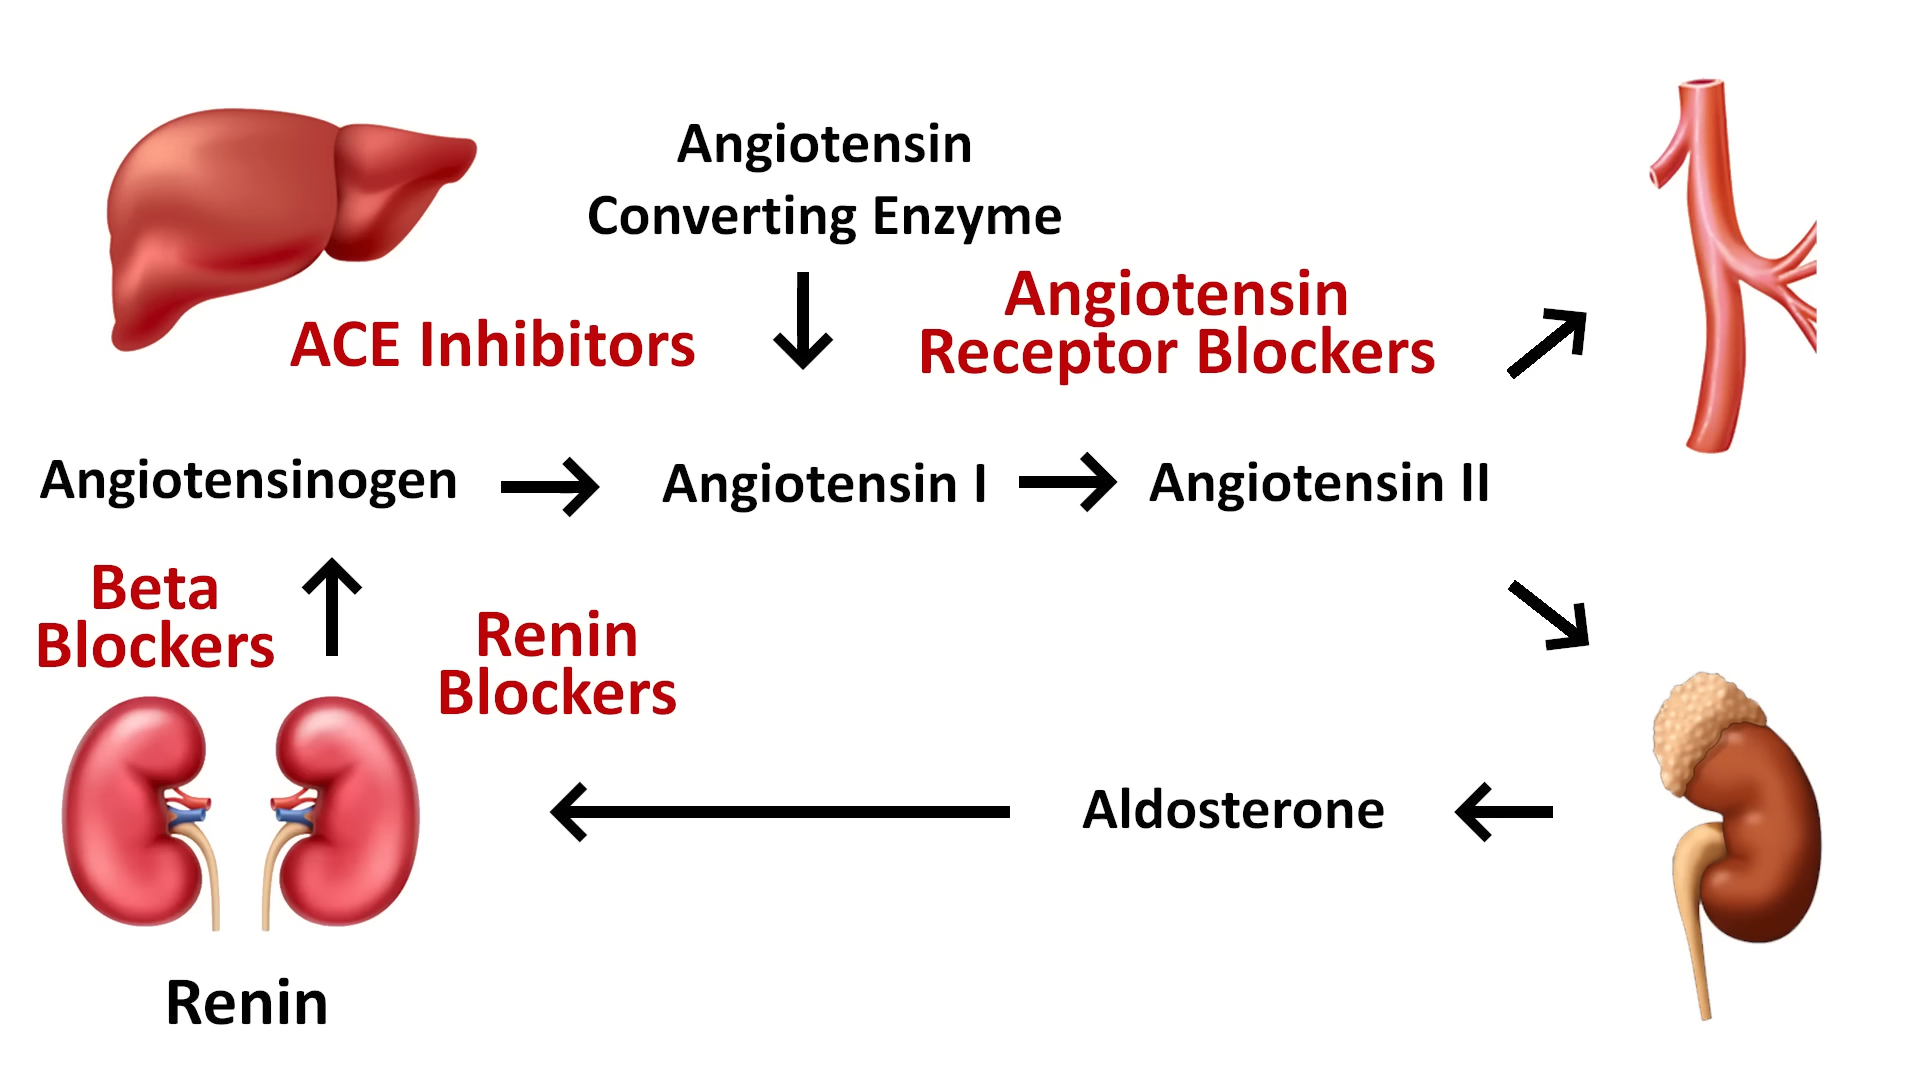 Angiotensin
Converting Enzyme
ACE Inhibitors
Angiotensin
Receptor Blockers
Angiotensinogen
Angiotensin I
Angiotensin II
Beta
Blockers
Renin
Blockers
Aldosterone
Renin